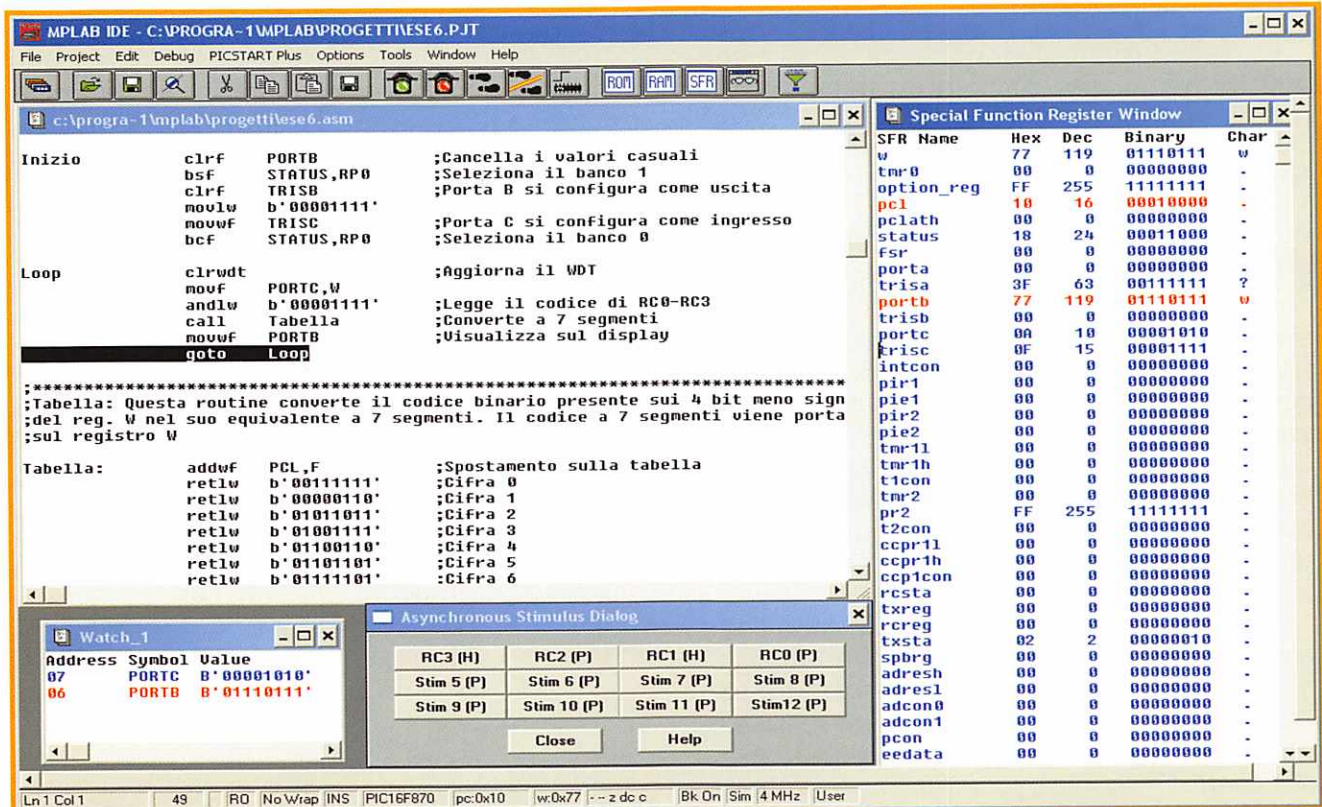 MPLAB IDE - C:\PROGRA~1\MPLAB\PROGETTI\ESE6.PJT
File Project Edit Debug PICSTART Plus Options Tools Window Help
ROM RAM SFR
c:\progra~1\mplab\progetti\ese6.asm
Inizio clrf PORTB ;Cancella i valori casuali
bsf STATUS,RP0 ;Seleziona il banco 1
clrf TRISB ;Porta B si configura come uscita
movlw b'00001111'
movwf TRISC ;Porta C si configura come ingresso
bcf STATUS,RP0 ;Seleziona il banco 0
Loop clrwdt ;Aggiorna il WDT
movf PORTC,W
andlw b'00001111' ;Legge il codice di RC0-RC3
call Tabella ;Converte a 7 segmenti
movwf PORTB ;Visualizza sul display
goto Loop
;*******************************************************************************
;Tabella: Questa routine converte il codice binario presente sui 4 bit meno sign
;del reg. W nel suo equivalente a 7 segmenti. Il codice a 7 segmenti viene porta
;sul registro W
Tabella: addwf PCL,F ;Spostamento sulla tabella
retlw b'00111111' ;Cifra 0
retlw b'00000110' ;Cifra 1
retlw b'01011011' ;Cifra 2
retlw b'01001111' ;Cifra 3
retlw b'01100110' ;Cifra 4
retlw b'01101101' ;Cifra 5
retlw b'01111101' ;Cifra 6
Watch_1
Address Symbol Value
07 PORTC B'00001010'
06 PORTB B'01110111'
Asynchronous Stimulus Dialog
RC3 (H) RC2 (P) RC1 (H) RC0 (P)
Stim 5 (P) Stim 6 (P) Stim 7 (P) Stim 8 (P)
Stim 9 (P) Stim 10 (P) Stim 11 (P) Stim12 (P)
Close Help
Special Function Register Window
SFR Name Hex Dec Binary Char
w 77 119 01110111 w
tmr0 00 0 00000000 .
option_reg FF 255 11111111 .
pcl 10 16 00010000 .
pclath 00 0 00000000 .
status 18 24 00011000 .
fsr 00 0 00000000 .
porta 00 0 00000000 .
trisa 3F 63 00111111 ?
portb 77 119 01110111 w
trisb 00 0 00000000 .
portc 0A 10 00001010 .
trisc 0F 15 00001111 .
intcon 00 0 00000000 .
pir1 00 0 00000000 .
pie1 00 0 00000000 .
pir2 00 0 00000000 .
pie2 00 0 00000000 .
tmr1l 00 0 00000000 .
tmr1h 00 0 00000000 .
t1con 00 0 00000000 .
tmr2 00 0 00000000 .
pr2 FF 255 11111111 .
t2con 00 0 00000000 .
ccpr1l 00 0 00000000 .
ccpr1h 00 0 00000000 .
ccp1con 00 0 00000000 .
rcsta 00 0 00000000 .
txreg 00 0 00000000 .
rcreg 00 0 00000000 .
txsta 02 2 00000010 .
spbrg 00 0 00000000 .
adresh 00 0 00000000 .
adresl 00 0 00000000 .
adcon0 00 0 00000000 .
adcon1 00 0 00000000 .
pcon 00 0 00000000 .
eedata 00 0 00000000 .
Ln 1 Col 1 49 RO No Wrap INS PIC16F870 pc:0x10 w:0x77 - -- z dc c Bk On Sim 4 MHz User